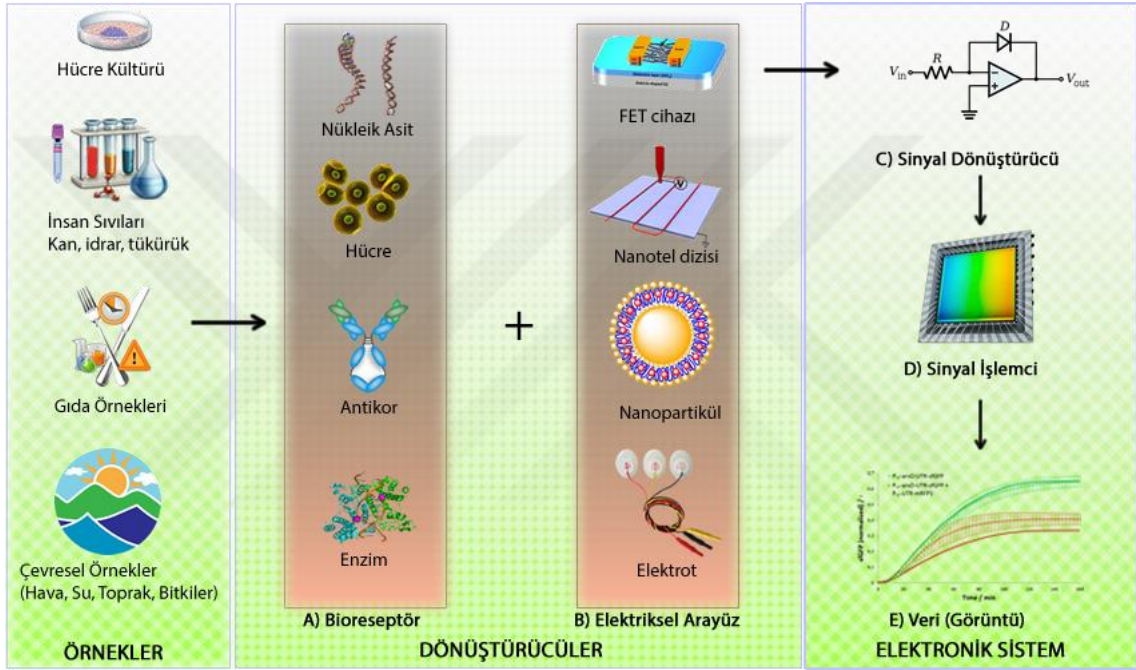 Hücre Kültürü
İnsan Sıvıları
Kan, idrar, tükürük
Gıda Örnekleri
Çevresel Örnekler
(Hava, Su, Toprak, Bitkiler)
ÖRNEKLER
Nükleik Asit
Hücre
Antikor
Enzim
A) Bioreseptör
+
FET cihazı
V
Nanotel dizisi
Nanopartikül
Elektrot
B) Elektriksel Arayüz
DÖNÜŞTÜRÜCÜLER
D
R
Vin
Vout
C) Sinyal Dönüştürücü
D) Sinyal İşlemci
Time / min
E) Veri (Görüntü)
ELEKTRONİK SİSTEM